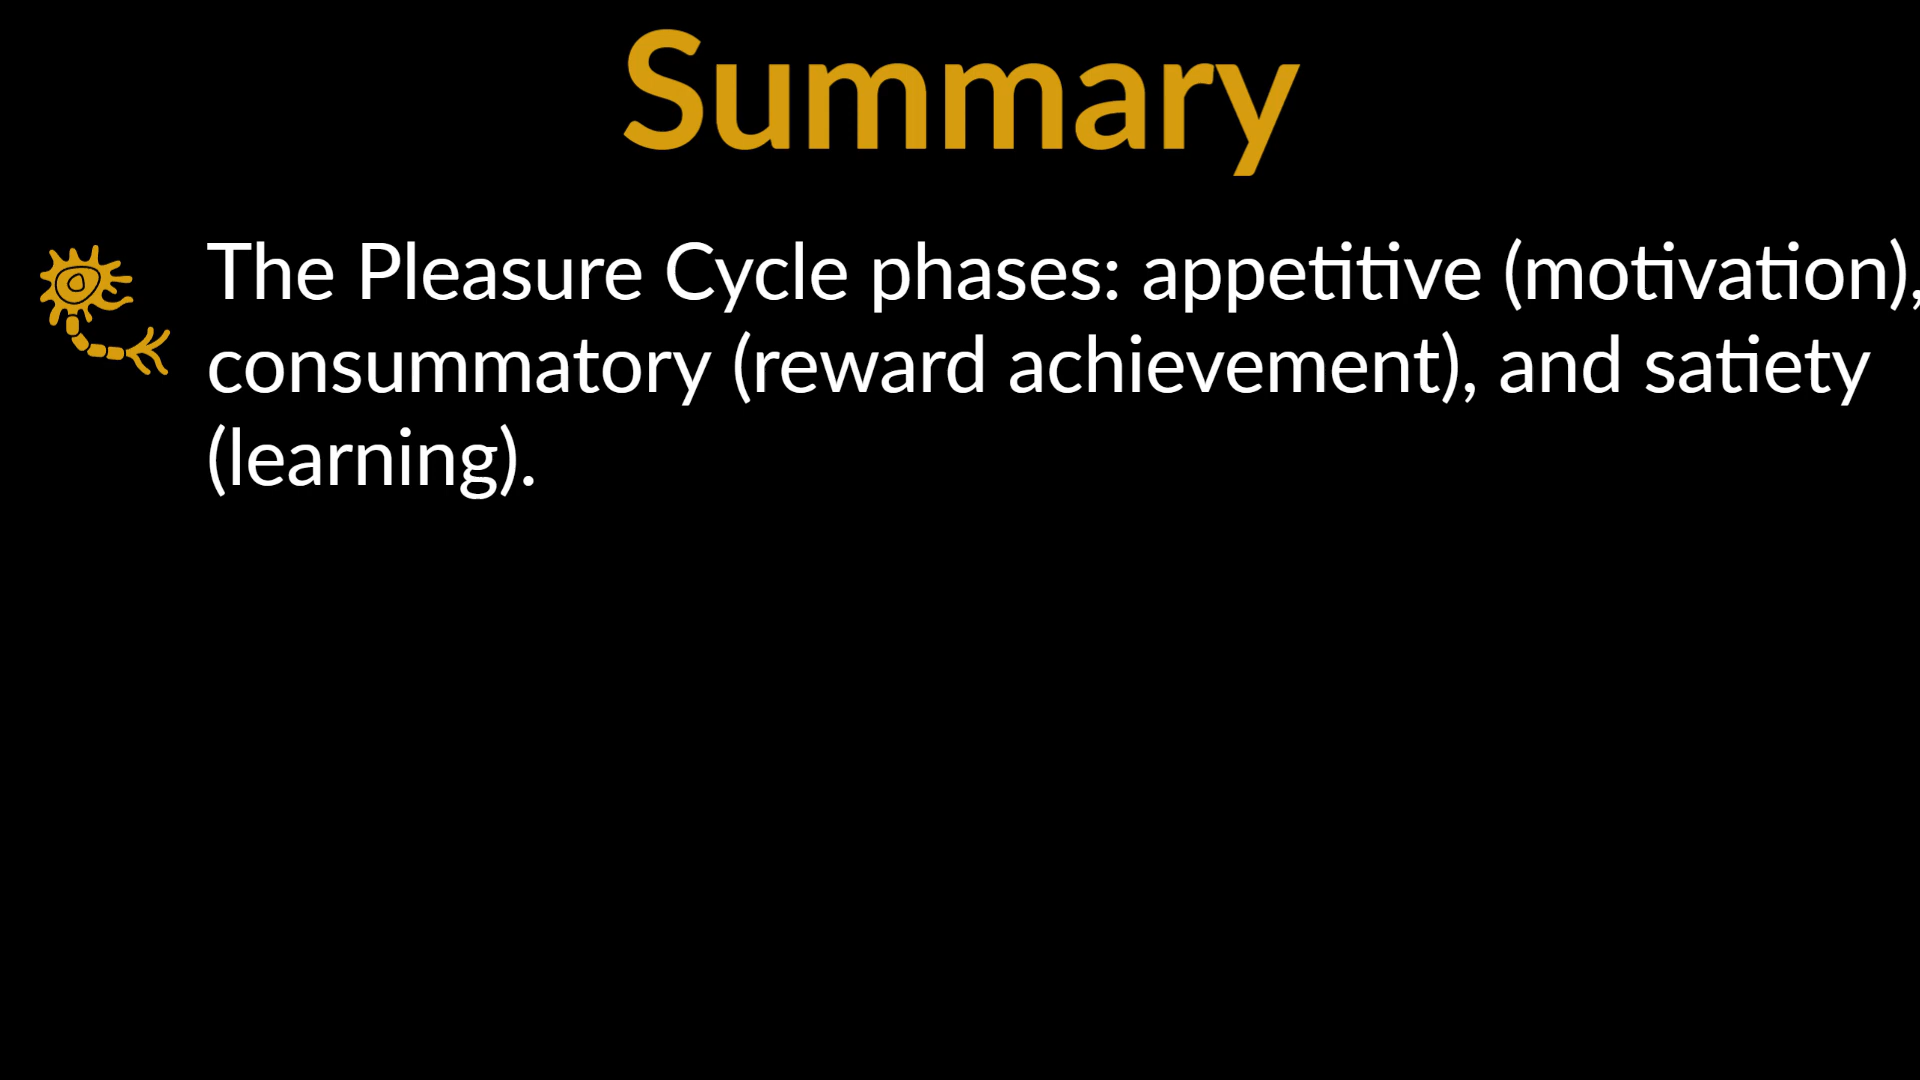 Summary
The Pleasure Cycle phases: appetitive (motivation),
consummatory (reward achievement), and satiety
(learning).